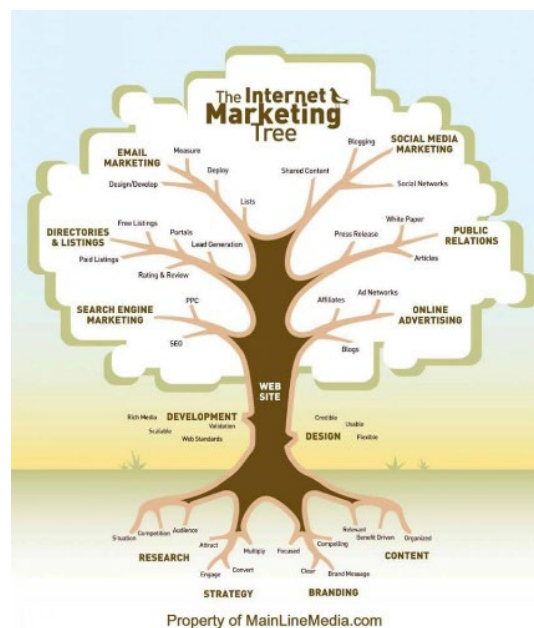 The Internet
Marketing
Tree
EMAIL
MARKETING
Measure
Deploy
Design/Develop
Lists
Blogging
SOCIAL MEDIA
MARKETING
Shared Content
Social Networks
DIRECTORIES
& LISTINGS
Free Listings
Portals
Lead Generation
Paid Listings
Rating & Review
White Paper
Press Release
PUBLIC
RELATIONS
Articles
SEARCH ENGINE
MARKETING
PPC
SEO
Ad Networks
Affiliates
ONLINE
ADVERTISING
Blogs
WEB
SITE
Rich Media
DEVELOPMENT
Validation
Scalable
Web Standards
Credible
Usable
DESIGN
Flexible
Situation
Competition
Audience
RESEARCH
Attract
Multiply
Engage
Convert
STRATEGY
Focused
Compelling
Clear
Brand Message
BRANDING
Relevant
Benefit Driven
Organized
CONTENT
Property of MainLineMedia.com